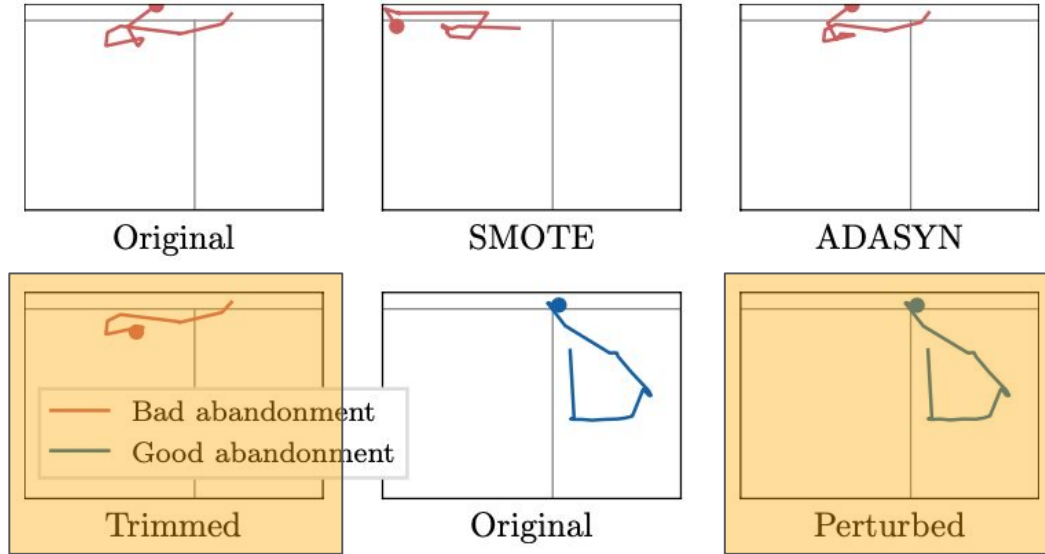 Original
SMOTE
ADASYN
Bad abandonment
Good abandonment
Trimmed
Original
Perturbed